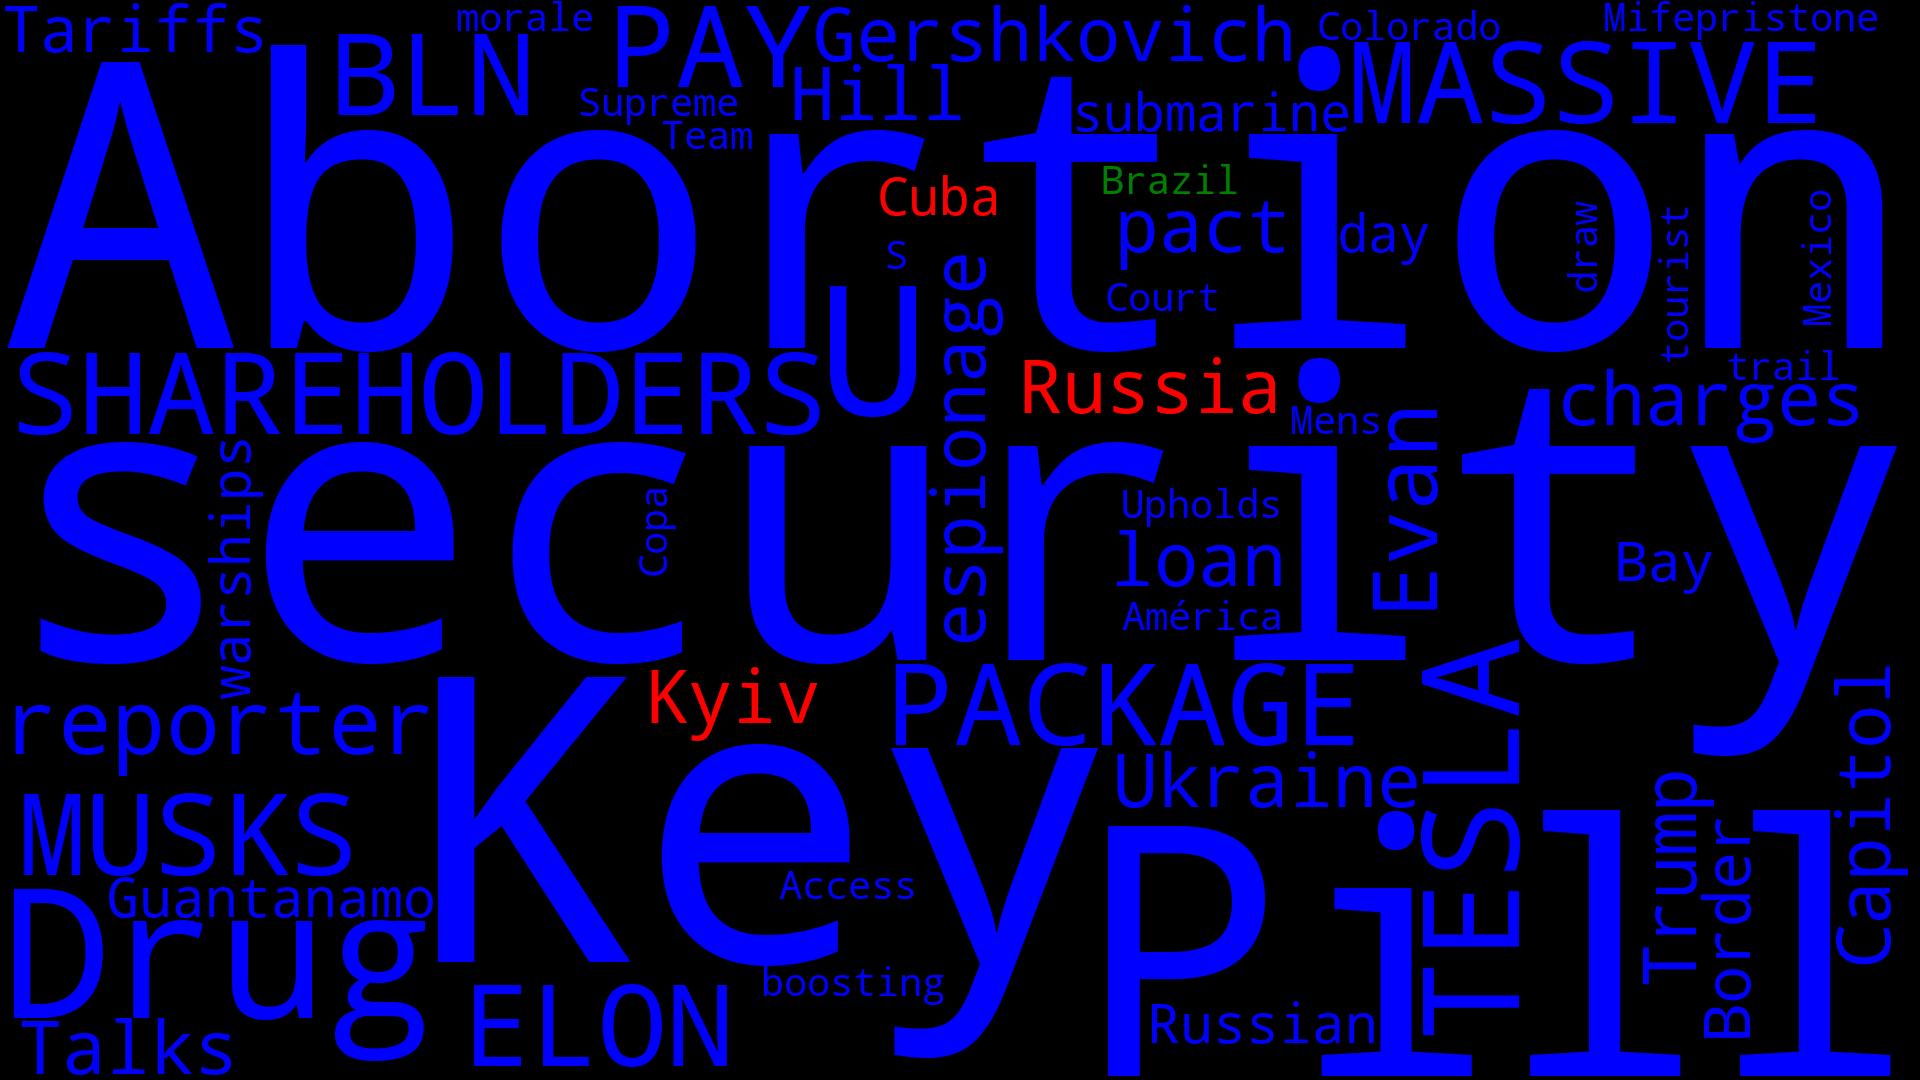 Tariffs
morale
PAY
Gershkovich
Colorado
Mifepristone
BLN
Hill
MASSIVE
Supreme
submarine
Team
Abortion
Cuba
Brazil
pact
day
draw
tourist
Mexico
S
U
espionage
Court
SHAREHOLDERS
Russia
Mens
trail
charges
Evan
security
warships
Copa
Upholds
loan
América
Bay
Kyiv
PACKAGE
reporter
Key
Ukraine
TESLA
Capitol
MUSKS
Trump
Border
Pill
Access
Guantanamo
Drug
boosting
ELON
Russian
Talks